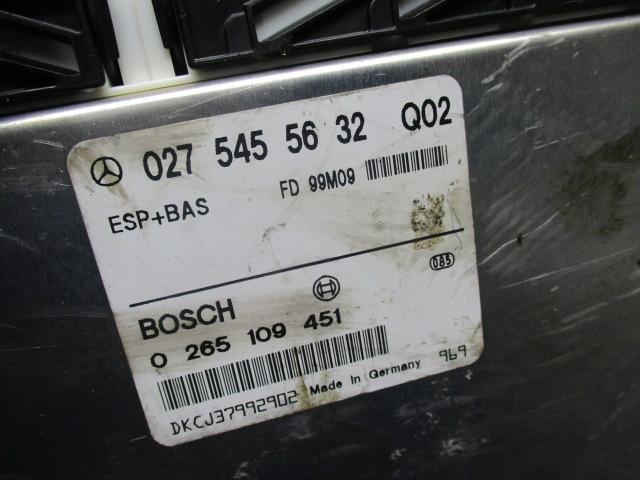 027 545 56 32 Q02
ESP+BAS FD 99M09
085
BOSCH
0 265 109 451
DKCJ37992902 Made In Germany 969